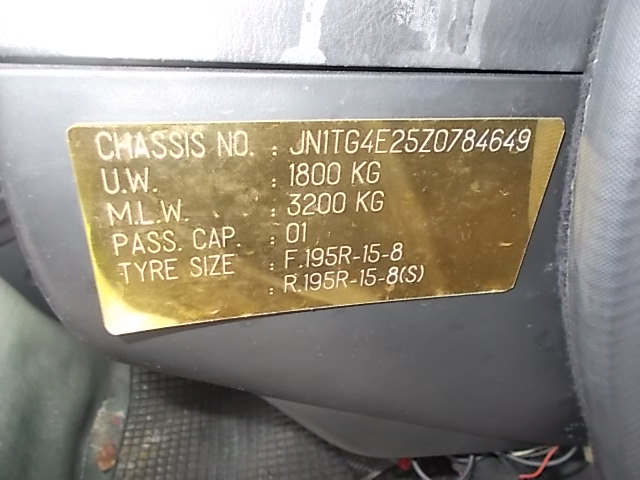 CHASSIS NO. : JN1TG4E25Z0784649
U.W. : 1800 KG
M.L.W. : 3200 KG
PASS. CAP. : 01
TYRE SIZE : F.195R-15-8
: R.195R-15-8(S)